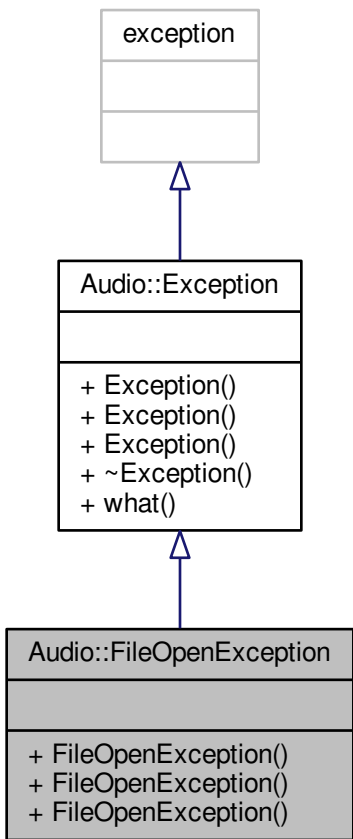 exception
Audio::Exception
+ Exception()
+ Exception()
+ Exception()
+ ~Exception()
+ what()
Audio::FileOpenException
+ FileOpenException()
+ FileOpenException()
+ FileOpenException()